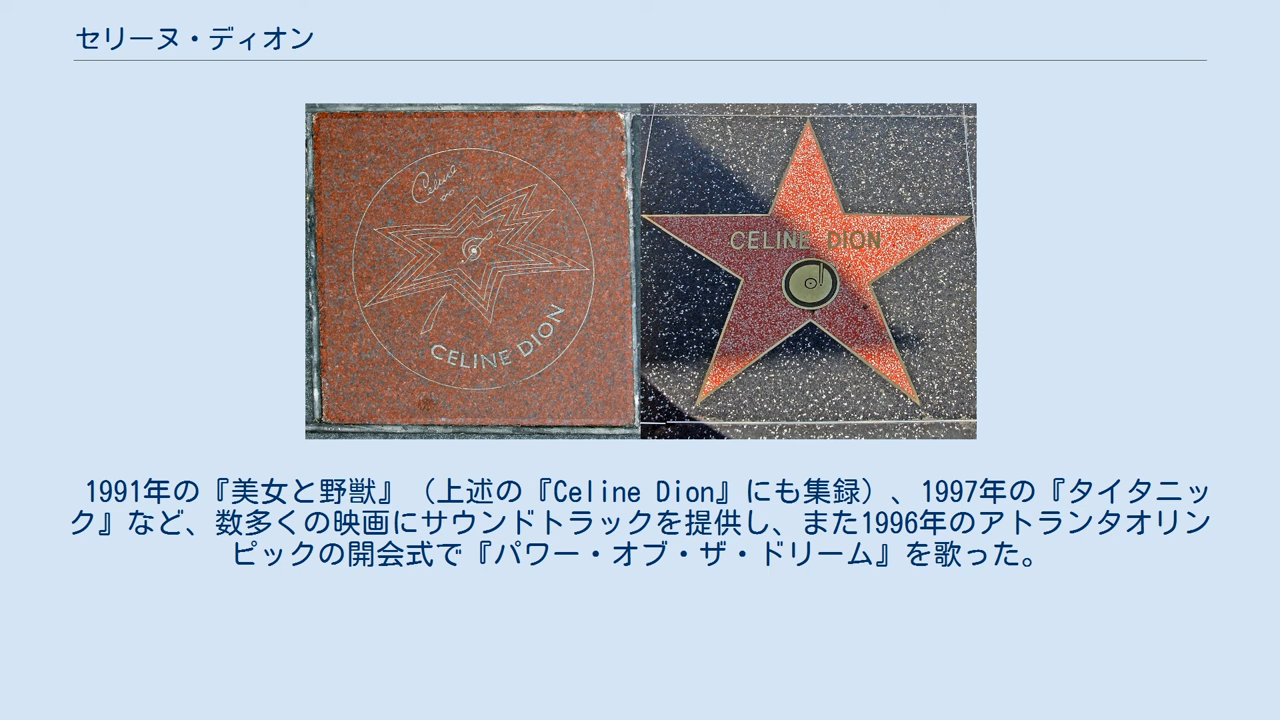 セリーヌ・ディオン
Celine
CELINE DION
CELINE DION
1991年の『美女と野獣』（上述の『Celine Dion』にも集録）、1997年の『タイタニッ
ク』など、数多くの映画にサウンドトラックを提供し、また1996年のアトランタオリン
ピックの開会式で『パワー・オブ・ザ・ドリーム』を歌った。